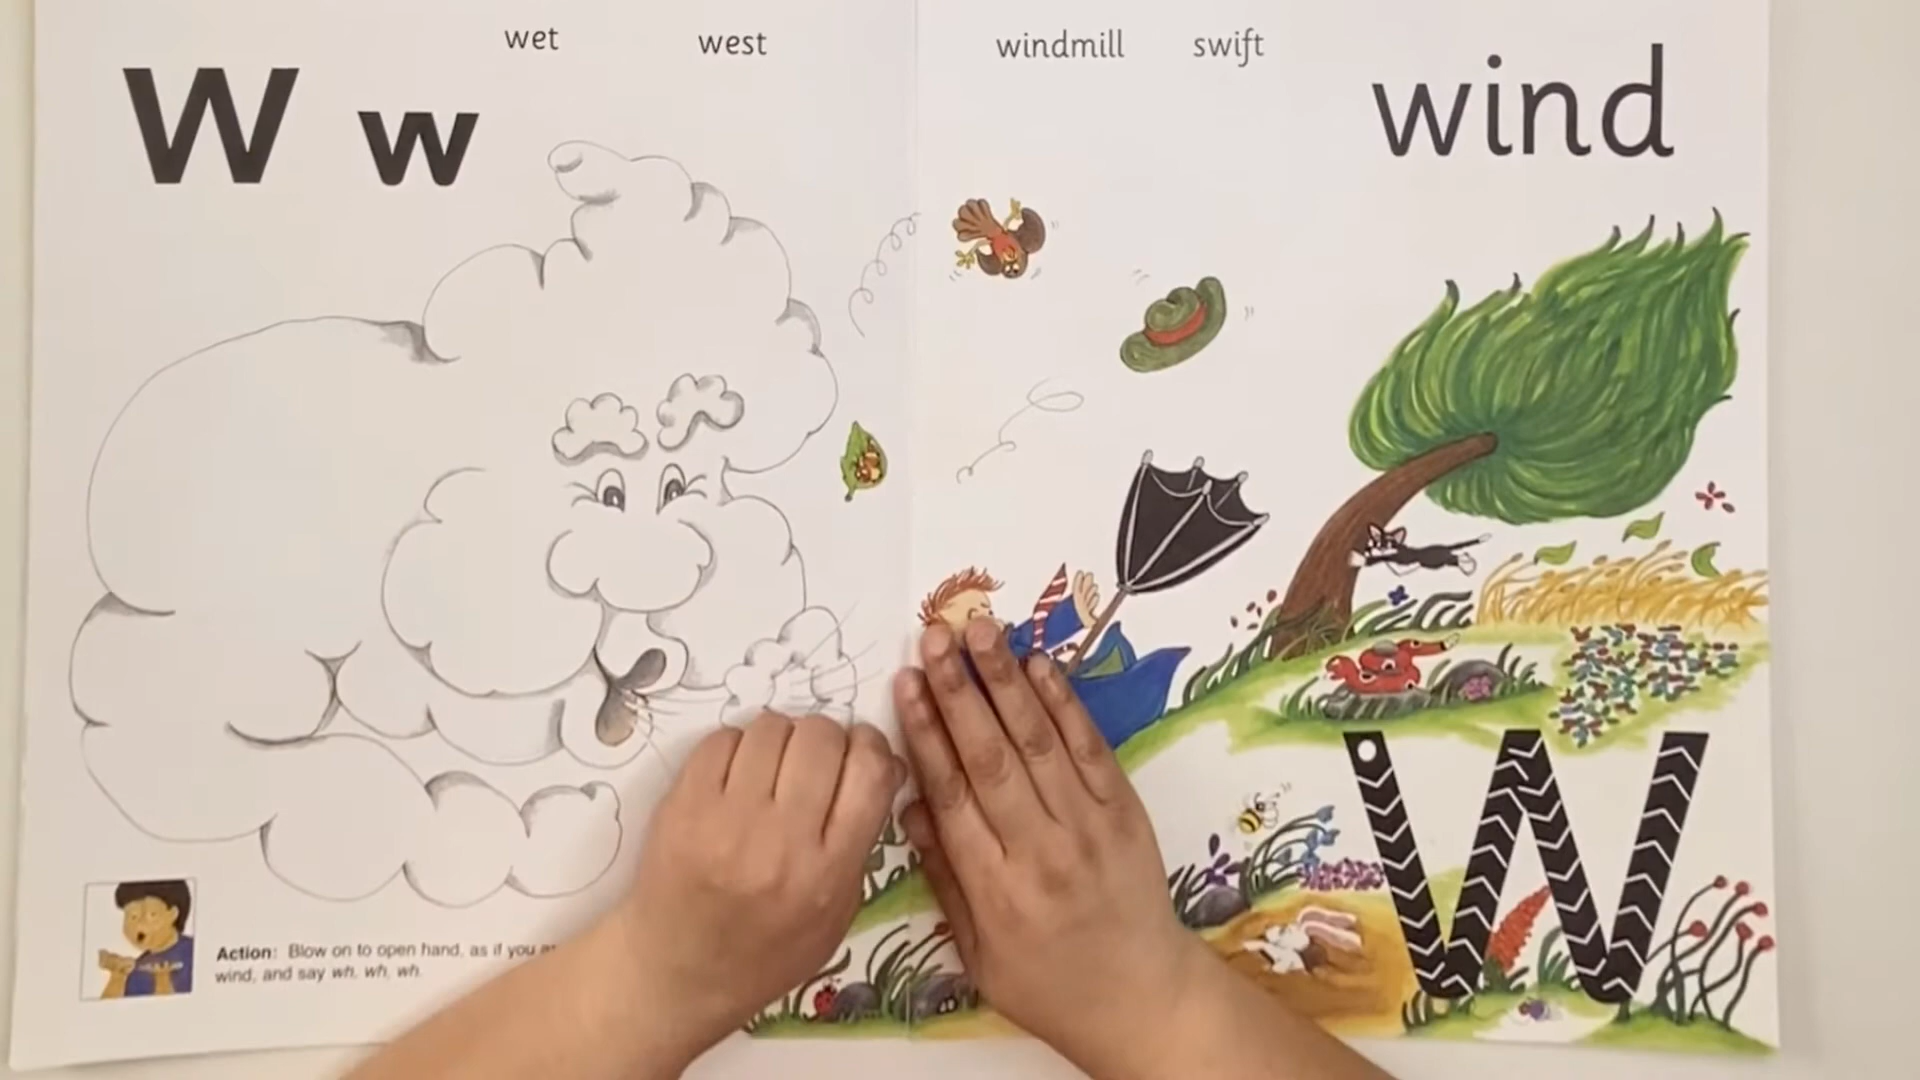 wet west windmill swift
W w wind
Action: Blow on to open hand, as if you
wind, and say wh, wh, wh.
W